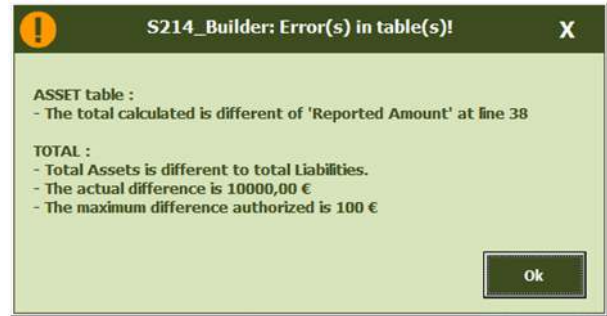 !
S214_Builder: Error(s) in table(s)!
X
ASSET table :
- The total calculated is different of 'Reported Amount' at line 38
TOTAL :
- Total Assets is different to total Liabilities.
- The actual difference is 10000,00 €
- The maximum difference authorized is 100 €
Ok